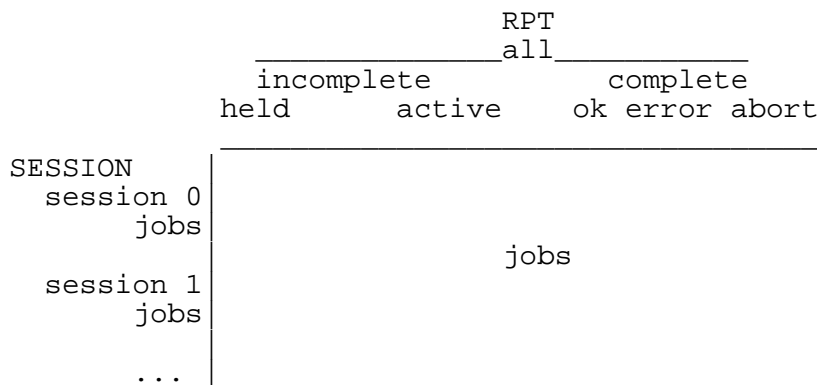 RPT
all
incomplete complete
held active ok error abort
SESSION
session 0
jobs
jobs
session 1
jobs
...